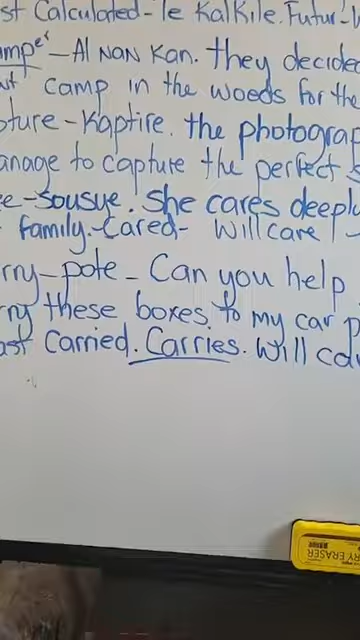 st Calculated - le Kalkile. Futur -
amper - Al NAN Kan. they decided
camp in the woods for the
pture - Kaptire. the photograp
anage to capture the perfect s
e - sousye. She cares deeply
family. - Cared - Will care
rry - pote - Can you help
rry these boxes to my car p
ast Carried. Carries. Will ca
ERASER